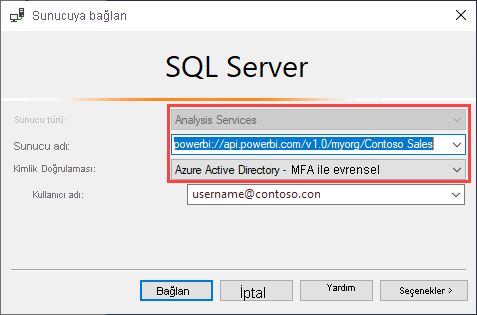 Sunucuya bağlan
SQL Server
Sunucu türü: Analysis Services
Sunucu adı: powerbi://api.powerbi.com/v1.0/myorg/Contoso Sales
Kimlik Doğrulaması: Azure Active Directory - MFA ile evrensel
Kullanıcı adı: username@contoso.con
Bağlan İptal Yardım Seçenekler >